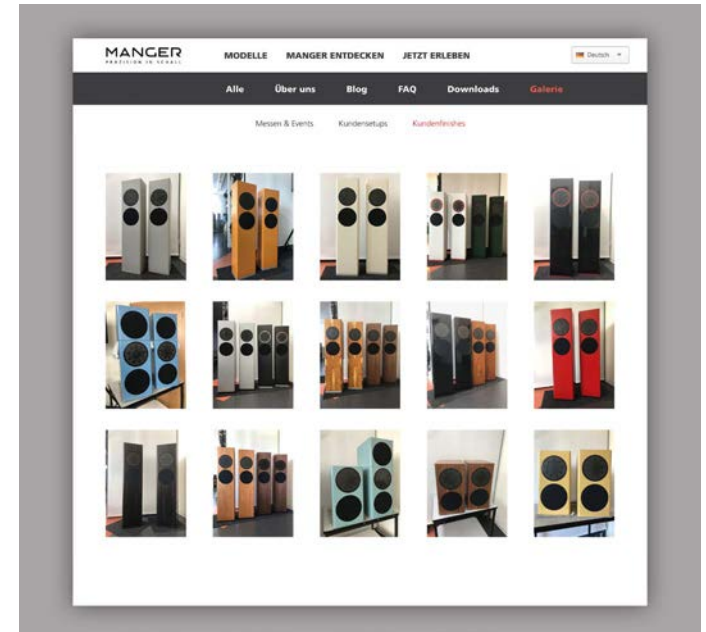 MANGER
PRÄZISION IN SCHALL
MODELLE MANGER ENTDECKEN JETZT ERLEBEN
Deutsch
Alle Über uns Blog FAQ Downloads Galerie
Messen & Events Kundensetups Kundenfinishes